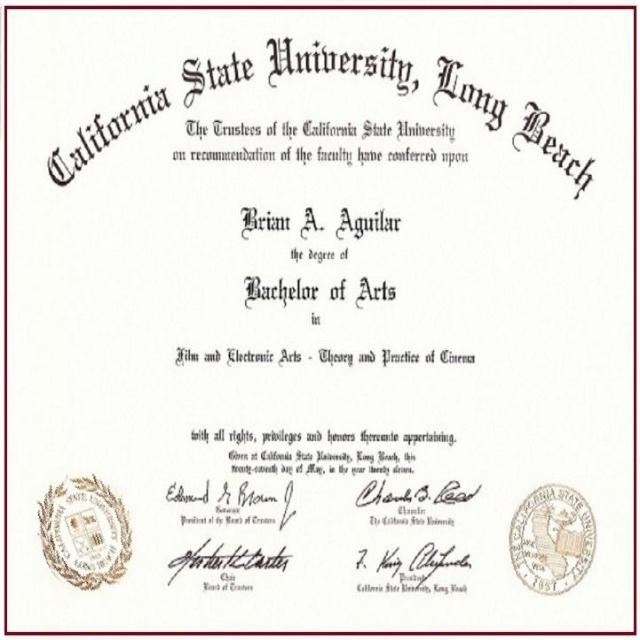 California State University, Long Beach
The Trustees of the California State University
on recommendation of the faculty have conferred upon
Brian A. Aguilar
the degree of
Bachelor of Arts
in
Film and Electronic Arts - Theory and Practice of Cinema
with all rights, privileges and honors thereunto appertaining.
Given at California State University, Long Beach, this
twenty-seventh day of May, in the year twenty eleven.
Edmund G. Brown Jr
Governor
President of the Board of Trustees
Charles B. Reed
Chancellor
The California State University
Chair
Board of Trustees
F. King Alexander
President
California State University, Long Beach
CALIFORNIA STATE UNIVERSITY
LONG BEACH
THE CALIFORNIA STATE UNIVERSITY
1857